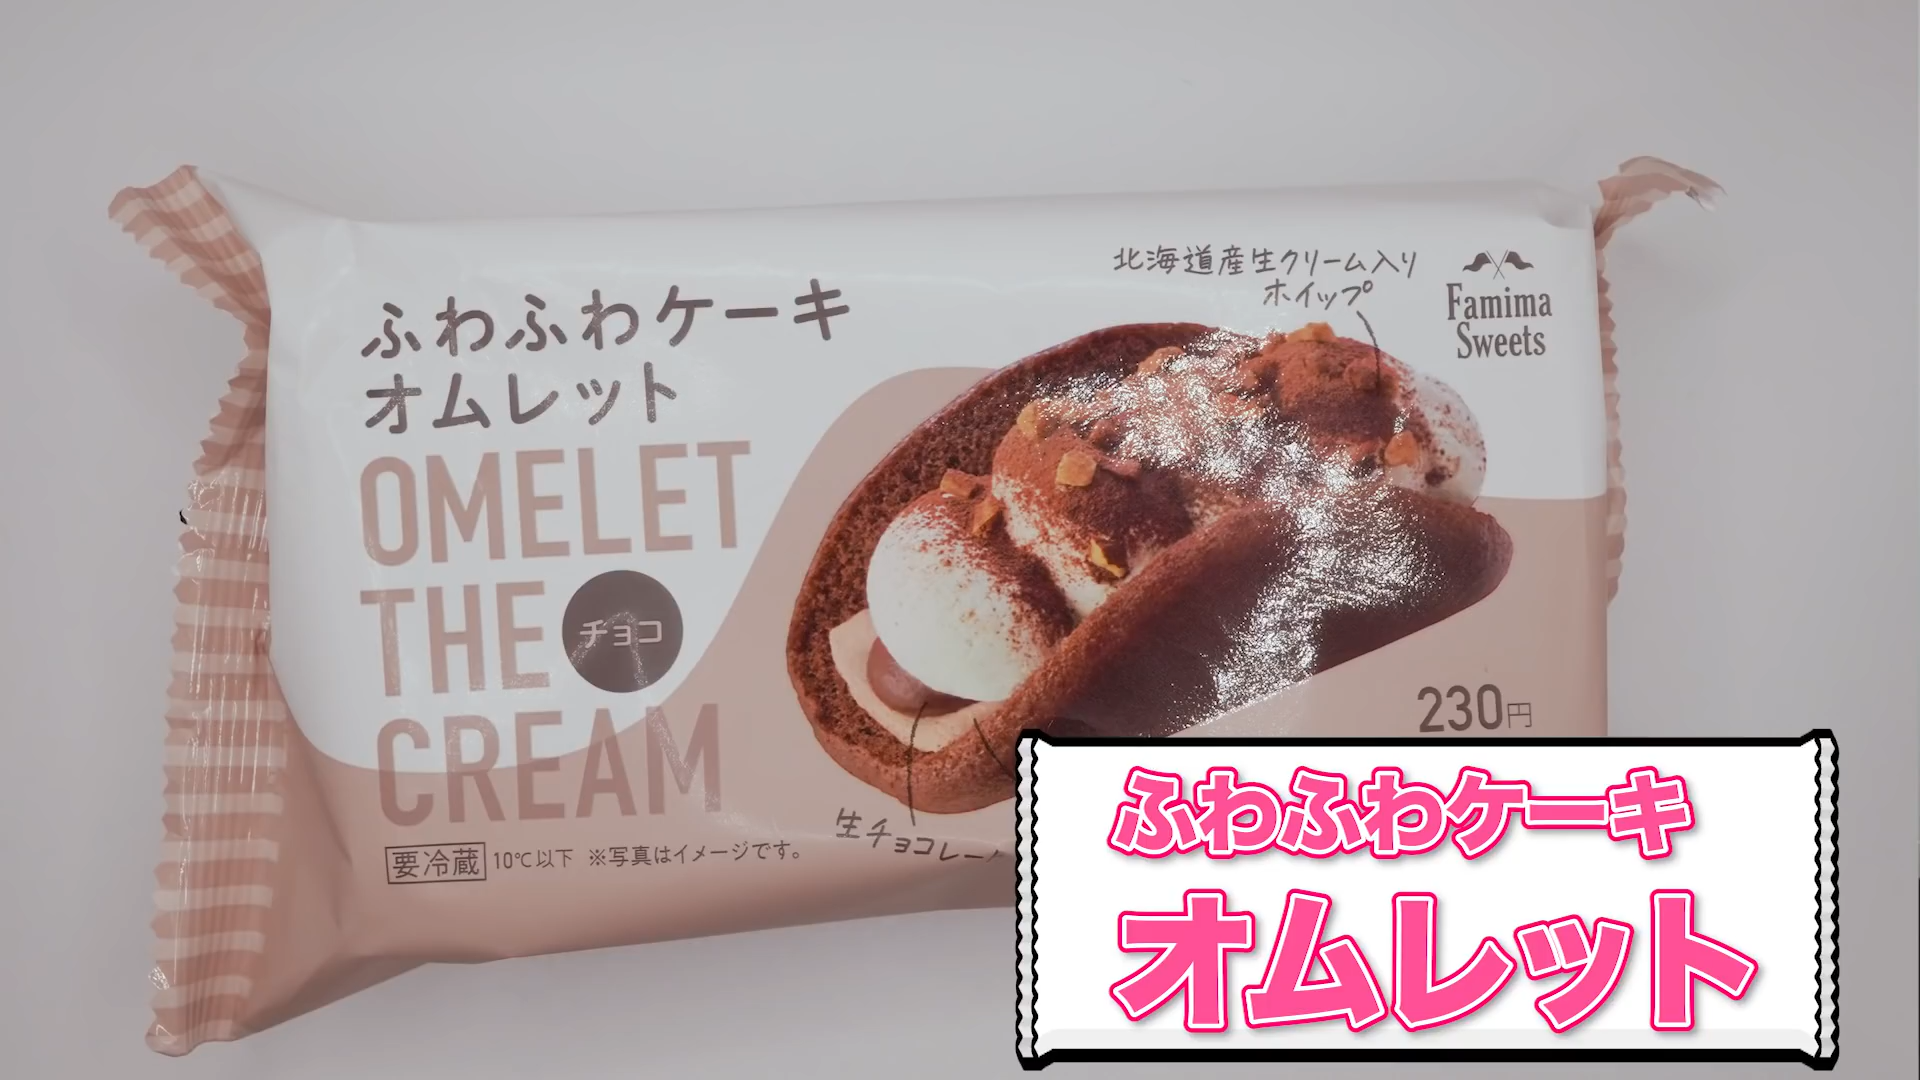 北海道産生クリーム入り
ホイップ
Famima
Sweets
ふわふわケーキ
オムレット
OMELET
THE
チョコ
CREAM
230円
生チョコレー
要冷蔵 10℃以下 ※写真はイメージです。
ふわふわケーキ
オムレット